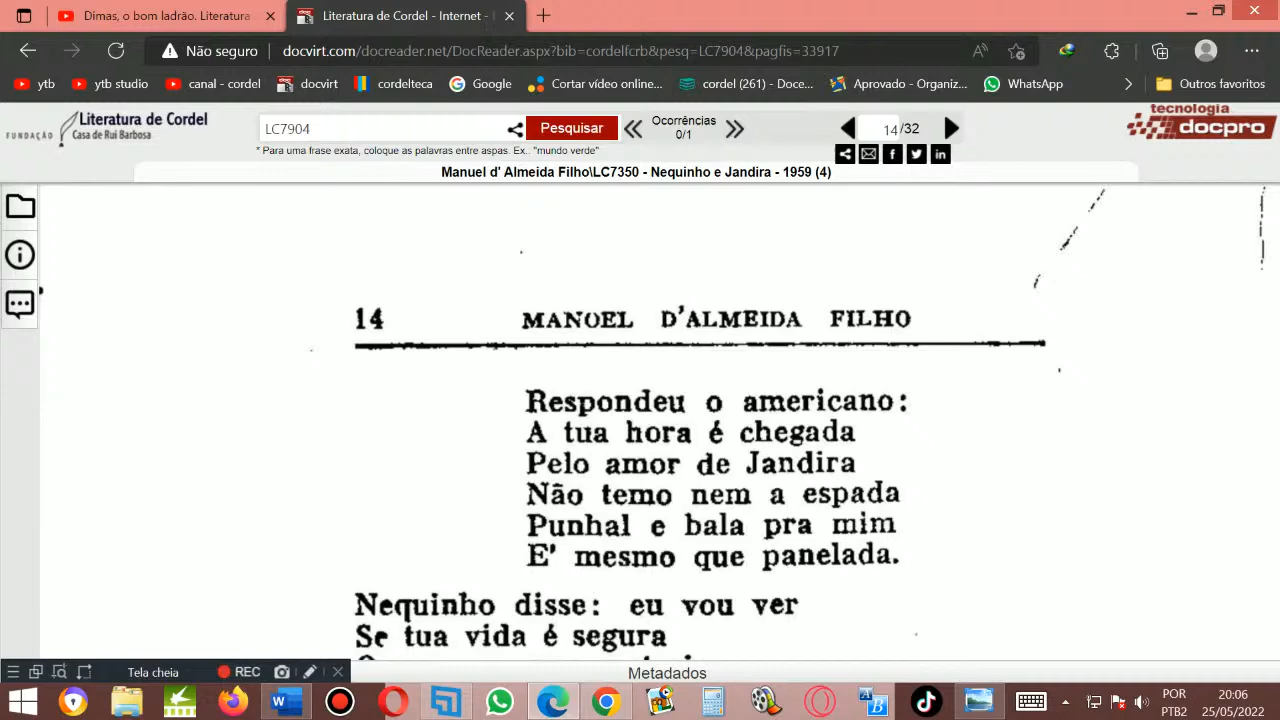 Dimas, o bom ladrão. Literatura
Literatura de Cordel - Internet -
Não seguro
docvirt.com/docreader.net/DocReader.aspx?bib=cordelfcrb&pesq=LC7904&pagfis=33917
ytb
ytb studio
canal - cordel
docvirt
cordelteca
Google
Cortar vídeo online...
cordel (261) - Doce...
Aprovado - Organiz...
WhatsApp
Outros favoritos
FUNDAÇÃO
Literatura de Cordel
Casa de Rui Barbosa
LC7904
Pesquisar
Ocorrências
0/1
14 /32
tecnologia
docpro
* Para uma frase exata, coloque as palavras entre aspas. Ex.: "mundo verde"
Manuel d' Almeida Filho\LC7350 - Nequinho e Jandira - 1959 (4)
14 MANOEL D'ALMEIDA FILHO
Respondeu o americano:
A tua hora é chegada
Pelo amor de Jandira
Não temo nem a espada
Punhal e bala pra mim
E' mesmo que panelada.
Nequinho disse: eu vou ver
Se tua vida é segura
Tela cheia
REC
Metadados
POR
PTB2
20:06
25/05/2022